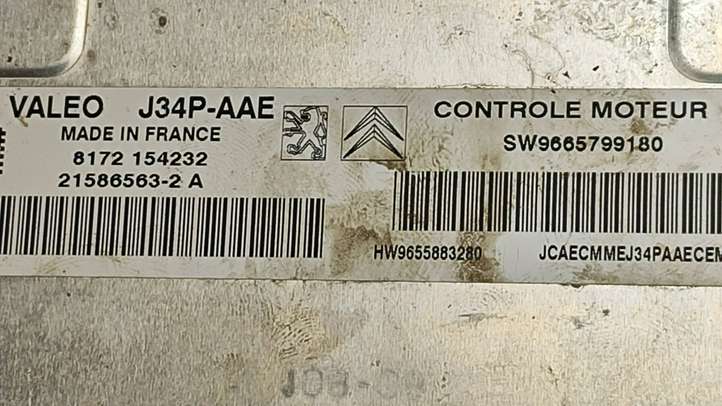 VALEO J34P-AAE
MADE IN FRANCE
8172 154232
21586563-2 A
CONTROLE MOTEUR
SW9665799180
HW9655883280 JCAECMMEJ34PAAECEM